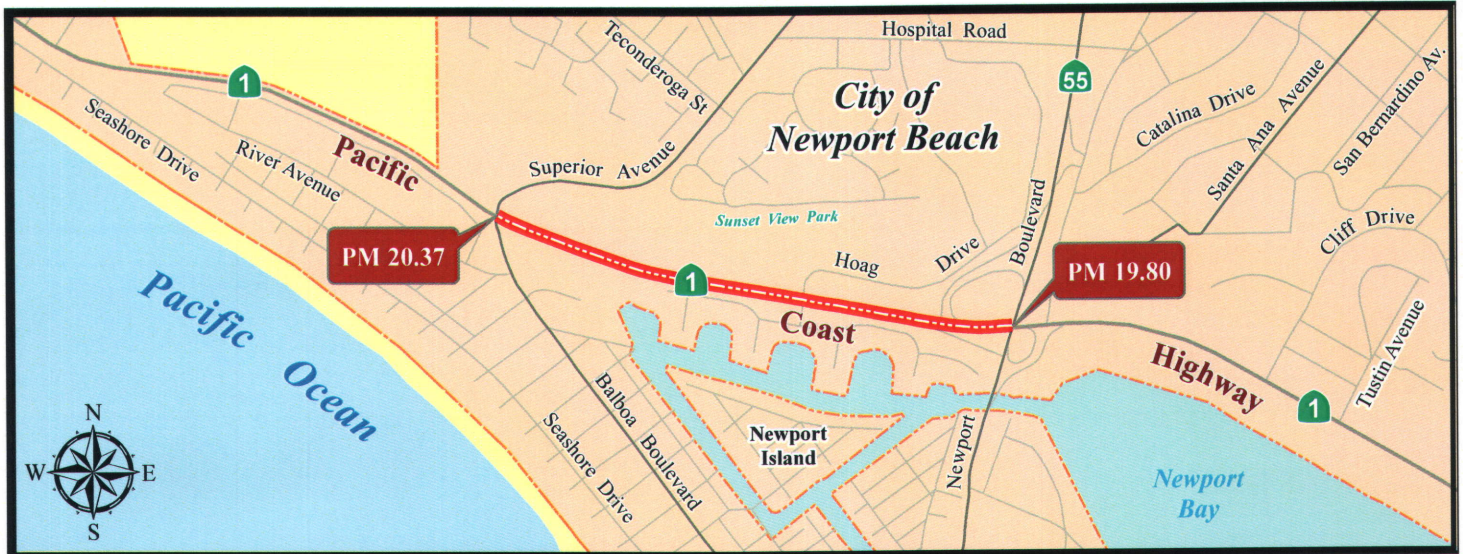 Hospital Road
Teconderoga St
1
55
City of
Newport Beach
Catalina Drive
Santa Ana Avenue
San Bernardino Av.
Seashore Drive
River Avenue
Pacific
Superior Avenue
Sunset View Park
Boulevard
Cliff Drive
PM 20.37
Hoag Drive
PM 19.80
1
Pacific Ocean
Coast
Highway
Tustin Avenue
1
Balboa Boulevard
Seashore Drive
Newport
Island
Newport
Newport
Bay
N
W
E
S